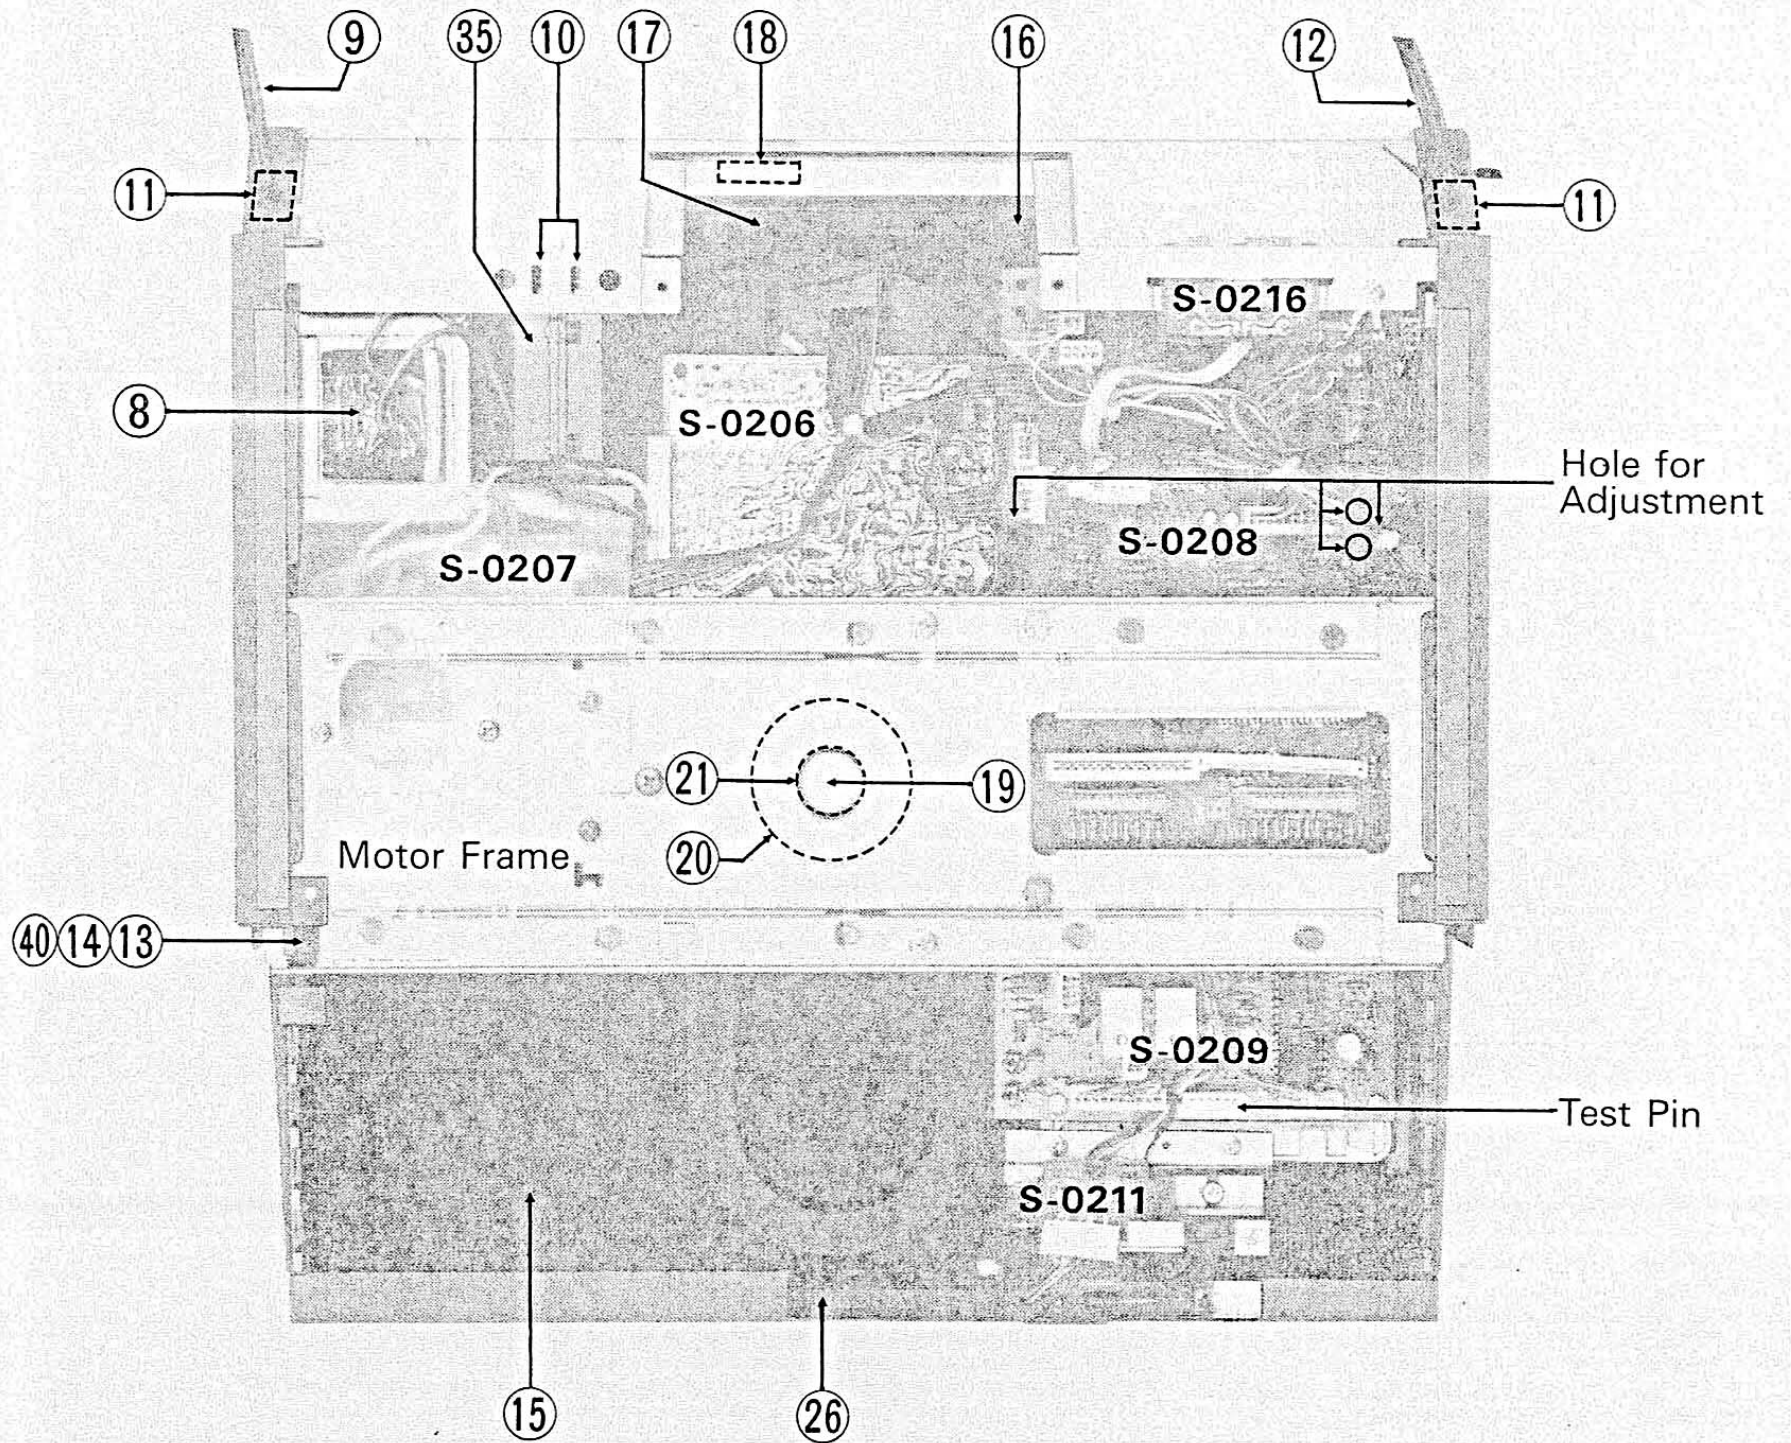 9 35 10 17 18 16 12
11 11
S-0216
8
S-0206
Hole for
Adjustment
S-0208
S-0207
21 19
Motor Frame 20
40 14 13
S-0209
Test Pin
S-0211
15 26